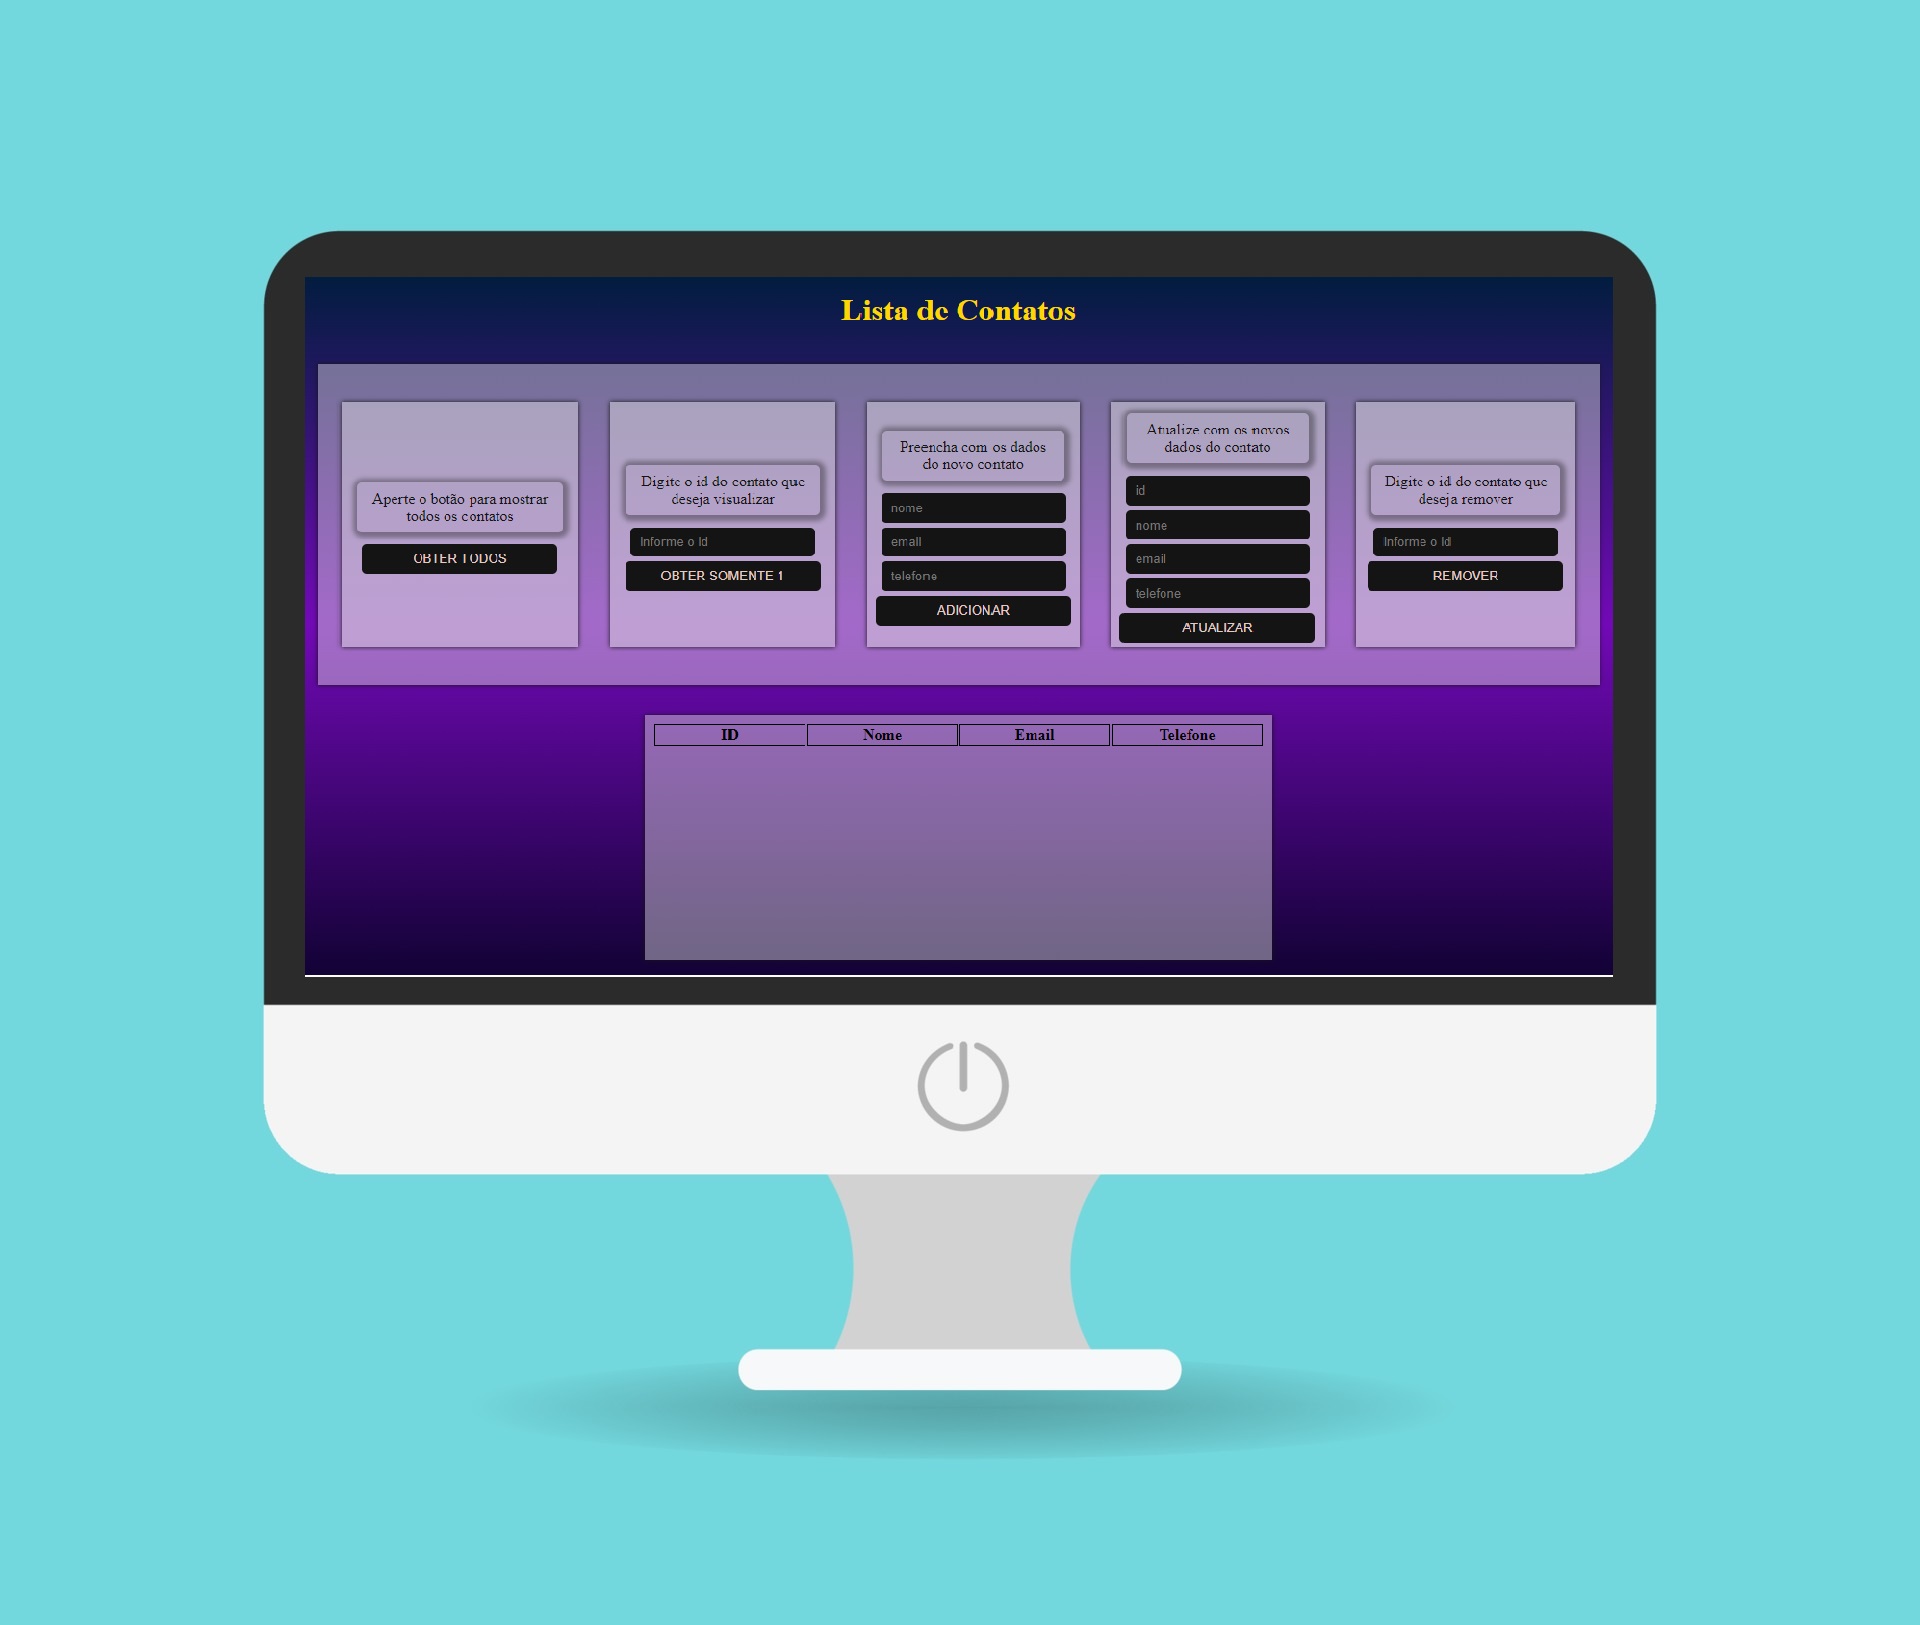 Lista de Contatos
Aperte o botão para mostrar
todos os contatos
OBTER TODOS
Digite o id do contato que
deseja visualizar
Informe o Id
OBTER SOMENTE 1
Preencha com os dados
do novo contato
nome
email
telefone
ADICIONAR
Atualize com os novos
dados do contato
id
nome
email
telefone
ATUALIZAR
Digite o id do contato que
deseja remover
Informe o Id
REMOVER
ID Nome Email Telefone